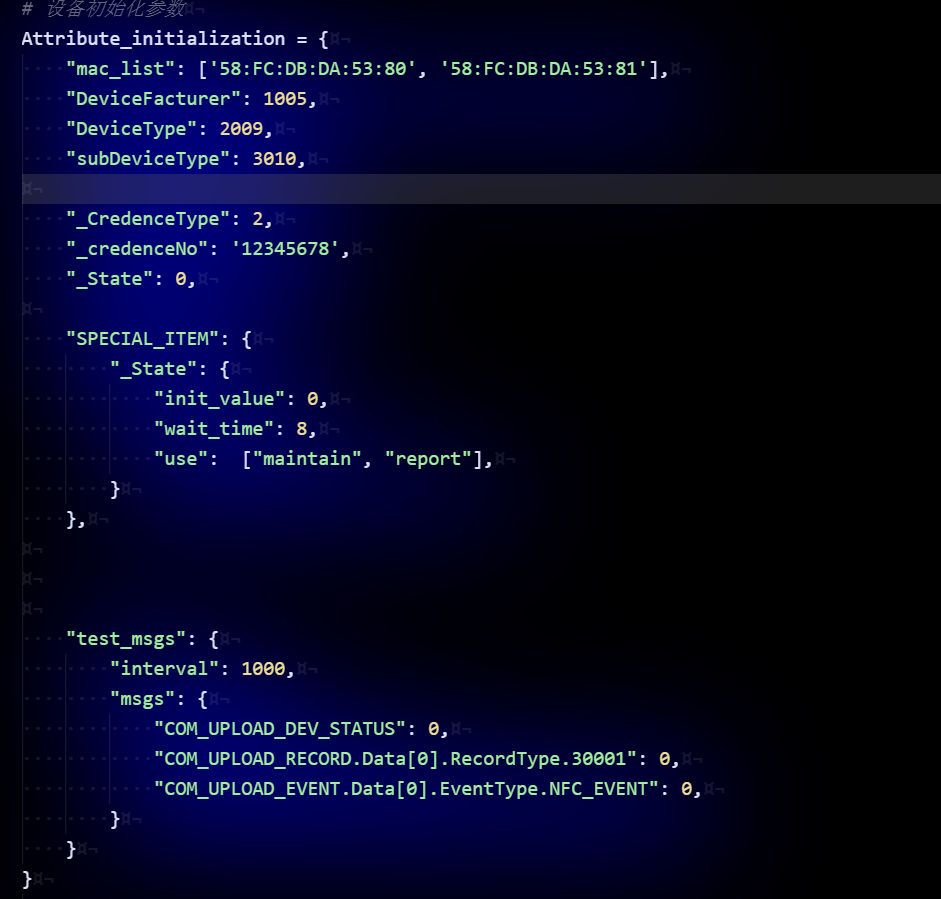 # 设备初始化参数
Attribute_initialization = {
    "mac_list": ['58:FC:DB:DA:53:80', '58:FC:DB:DA:53:81'],
    "DeviceFacturer": 1005,
    "DeviceType": 2009,
    "subDeviceType": 3010,
    "_CredenceType": 2,
    "_credenceNo": '12345678',
    "_State": 0,
    "SPECIAL_ITEM": {
        "_State": {
            "init_value": 0,
            "wait_time": 8,
            "use":  ["maintain", "report"],
        }
    },
    "test_msgs": {
        "interval": 1000,
        "msgs": {
            "COM_UPLOAD_DEV_STATUS": 0,
            "COM_UPLOAD_RECORD.Data[0].RecordType.30001": 0,
            "COM_UPLOAD_EVENT.Data[0].EventType.NFC_EVENT": 0,
        }
    }
}